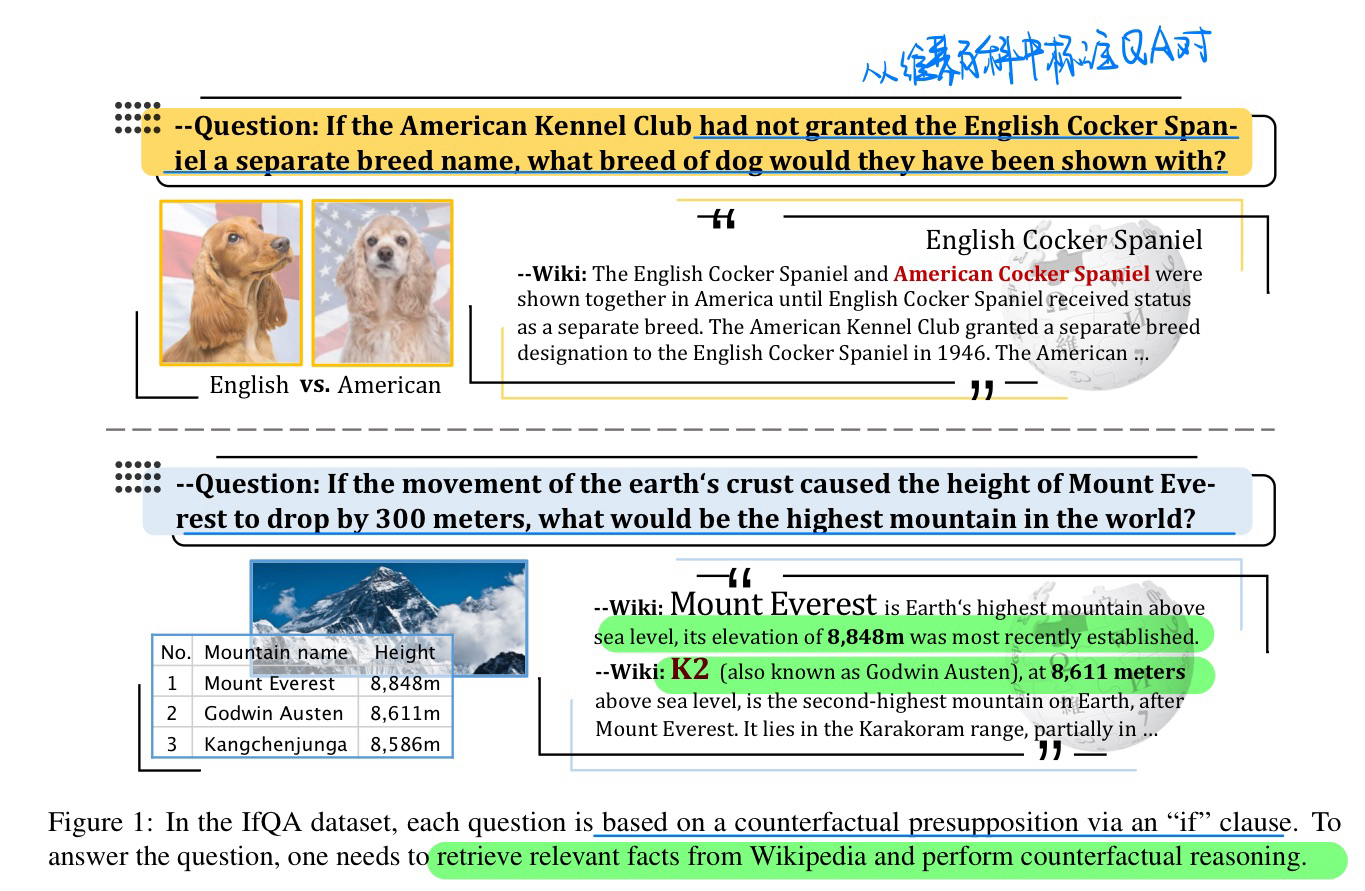 从维基百科中标注QA对
--Question: If the American Kennel Club had not granted the English Cocker Span-
iel a separate breed name, what breed of dog would they have been shown with?
“
English Cocker Spaniel
--Wiki: The English Cocker Spaniel and American Cocker Spaniel were
shown together in America until English Cocker Spaniel received status
as a separate breed. The American Kennel Club granted a separate breed
designation to the English Cocker Spaniel in 1946. The American ...
”
English vs. American
--Question: If the movement of the earth‘s crust caused the height of Mount Eve-
rest to drop by 300 meters, what would be the highest mountain in the world?
“
--Wiki: Mount Everest is Earth‘s highest mountain above
sea level, its elevation of 8,848m was most recently established.
--Wiki: K2 (also known as Godwin Austen), at 8,611 meters
above sea level, is the second-highest mountain on Earth, after
Mount Everest. It lies in the Karakoram range, partially in ...
”
No. Mountain name Height
1 Mount Everest 8,848m
2 Godwin Austen 8,611m
3 Kangchenjunga 8,586m
Figure 1: In the IfQA dataset, each question is based on a counterfactual presupposition via an “if” clause. To
answer the question, one needs to retrieve relevant facts from Wikipedia and perform counterfactual reasoning.